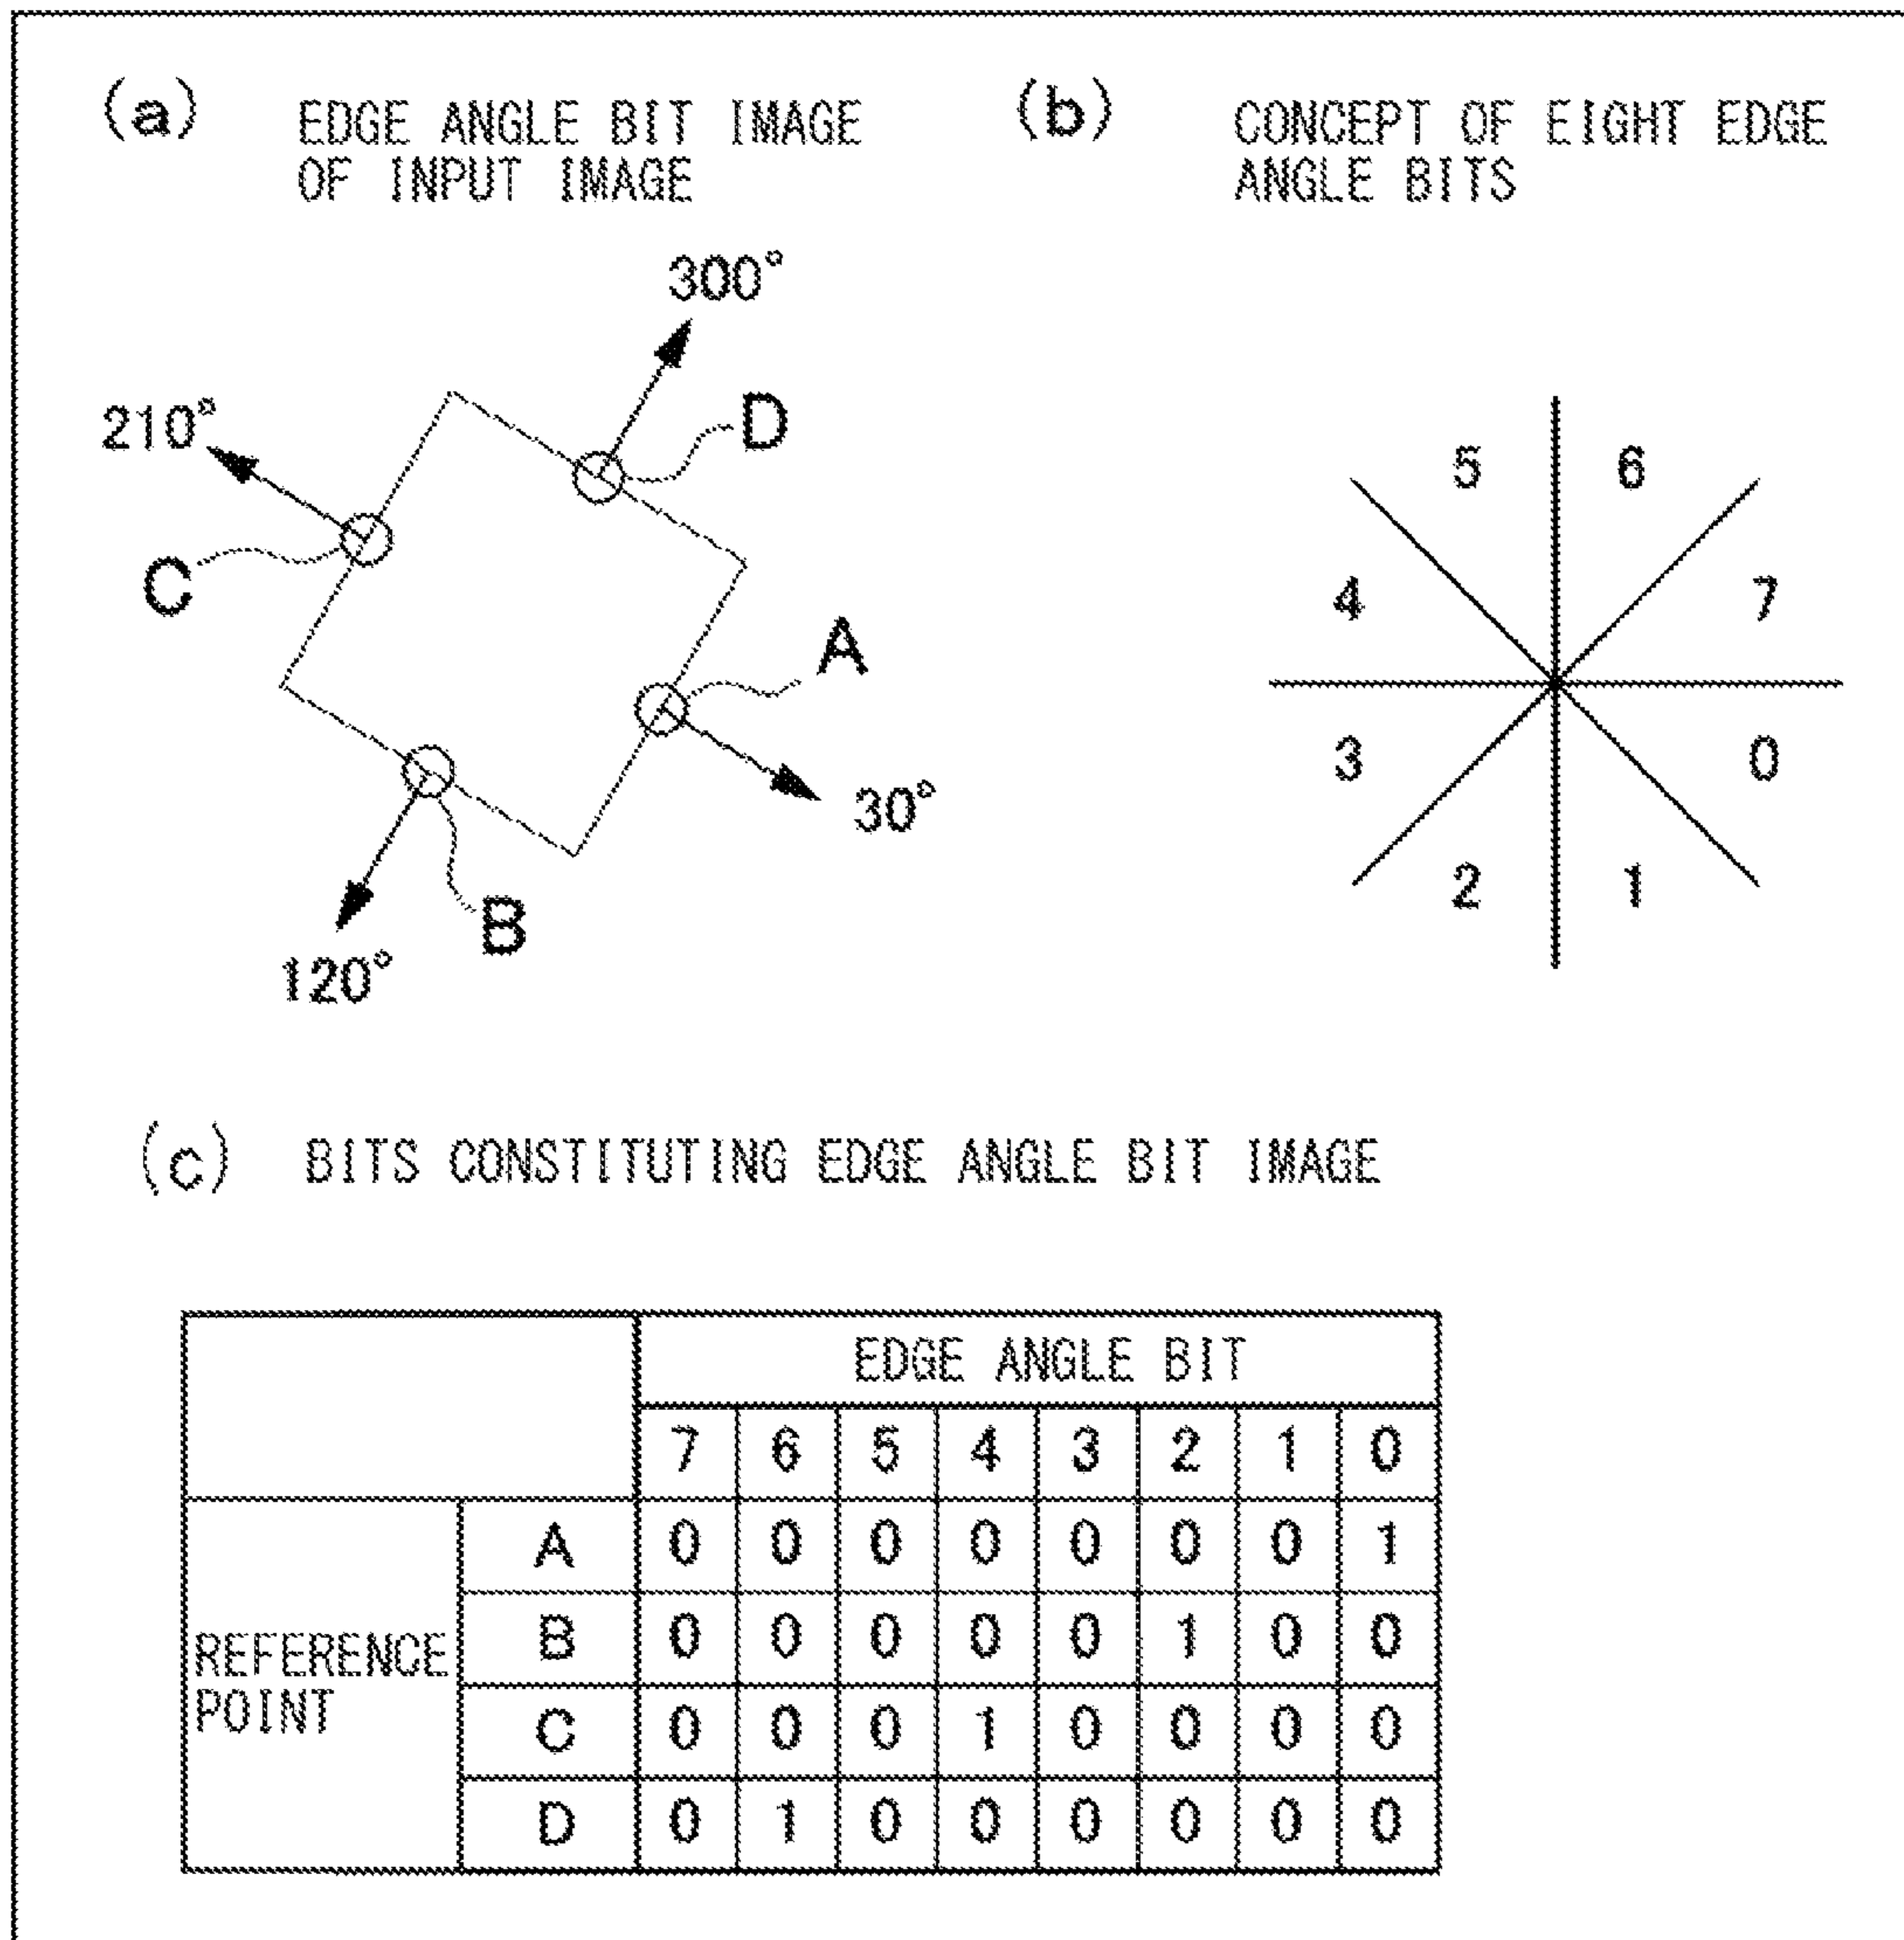 (a) EDGE ANGLE BIT IMAGE
OF INPUT IMAGE
300°
210°
D
C
A
30°
B
120°
(b) CONCEPT OF EIGHT EDGE
ANGLE BITS
5 6
4 7
3 0
2 1
(c) BITS CONSTITUTING EDGE ANGLE BIT IMAGE
EDGE ANGLE BIT
7 6 5 4 3 2 1 0
REFERENCE
POINT
A 0 0 0 0 0 0 0 1
B 0 0 0 0 0 1 0 0
C 0 0 0 1 0 0 0 0
D 0 1 0 0 0 0 0 0